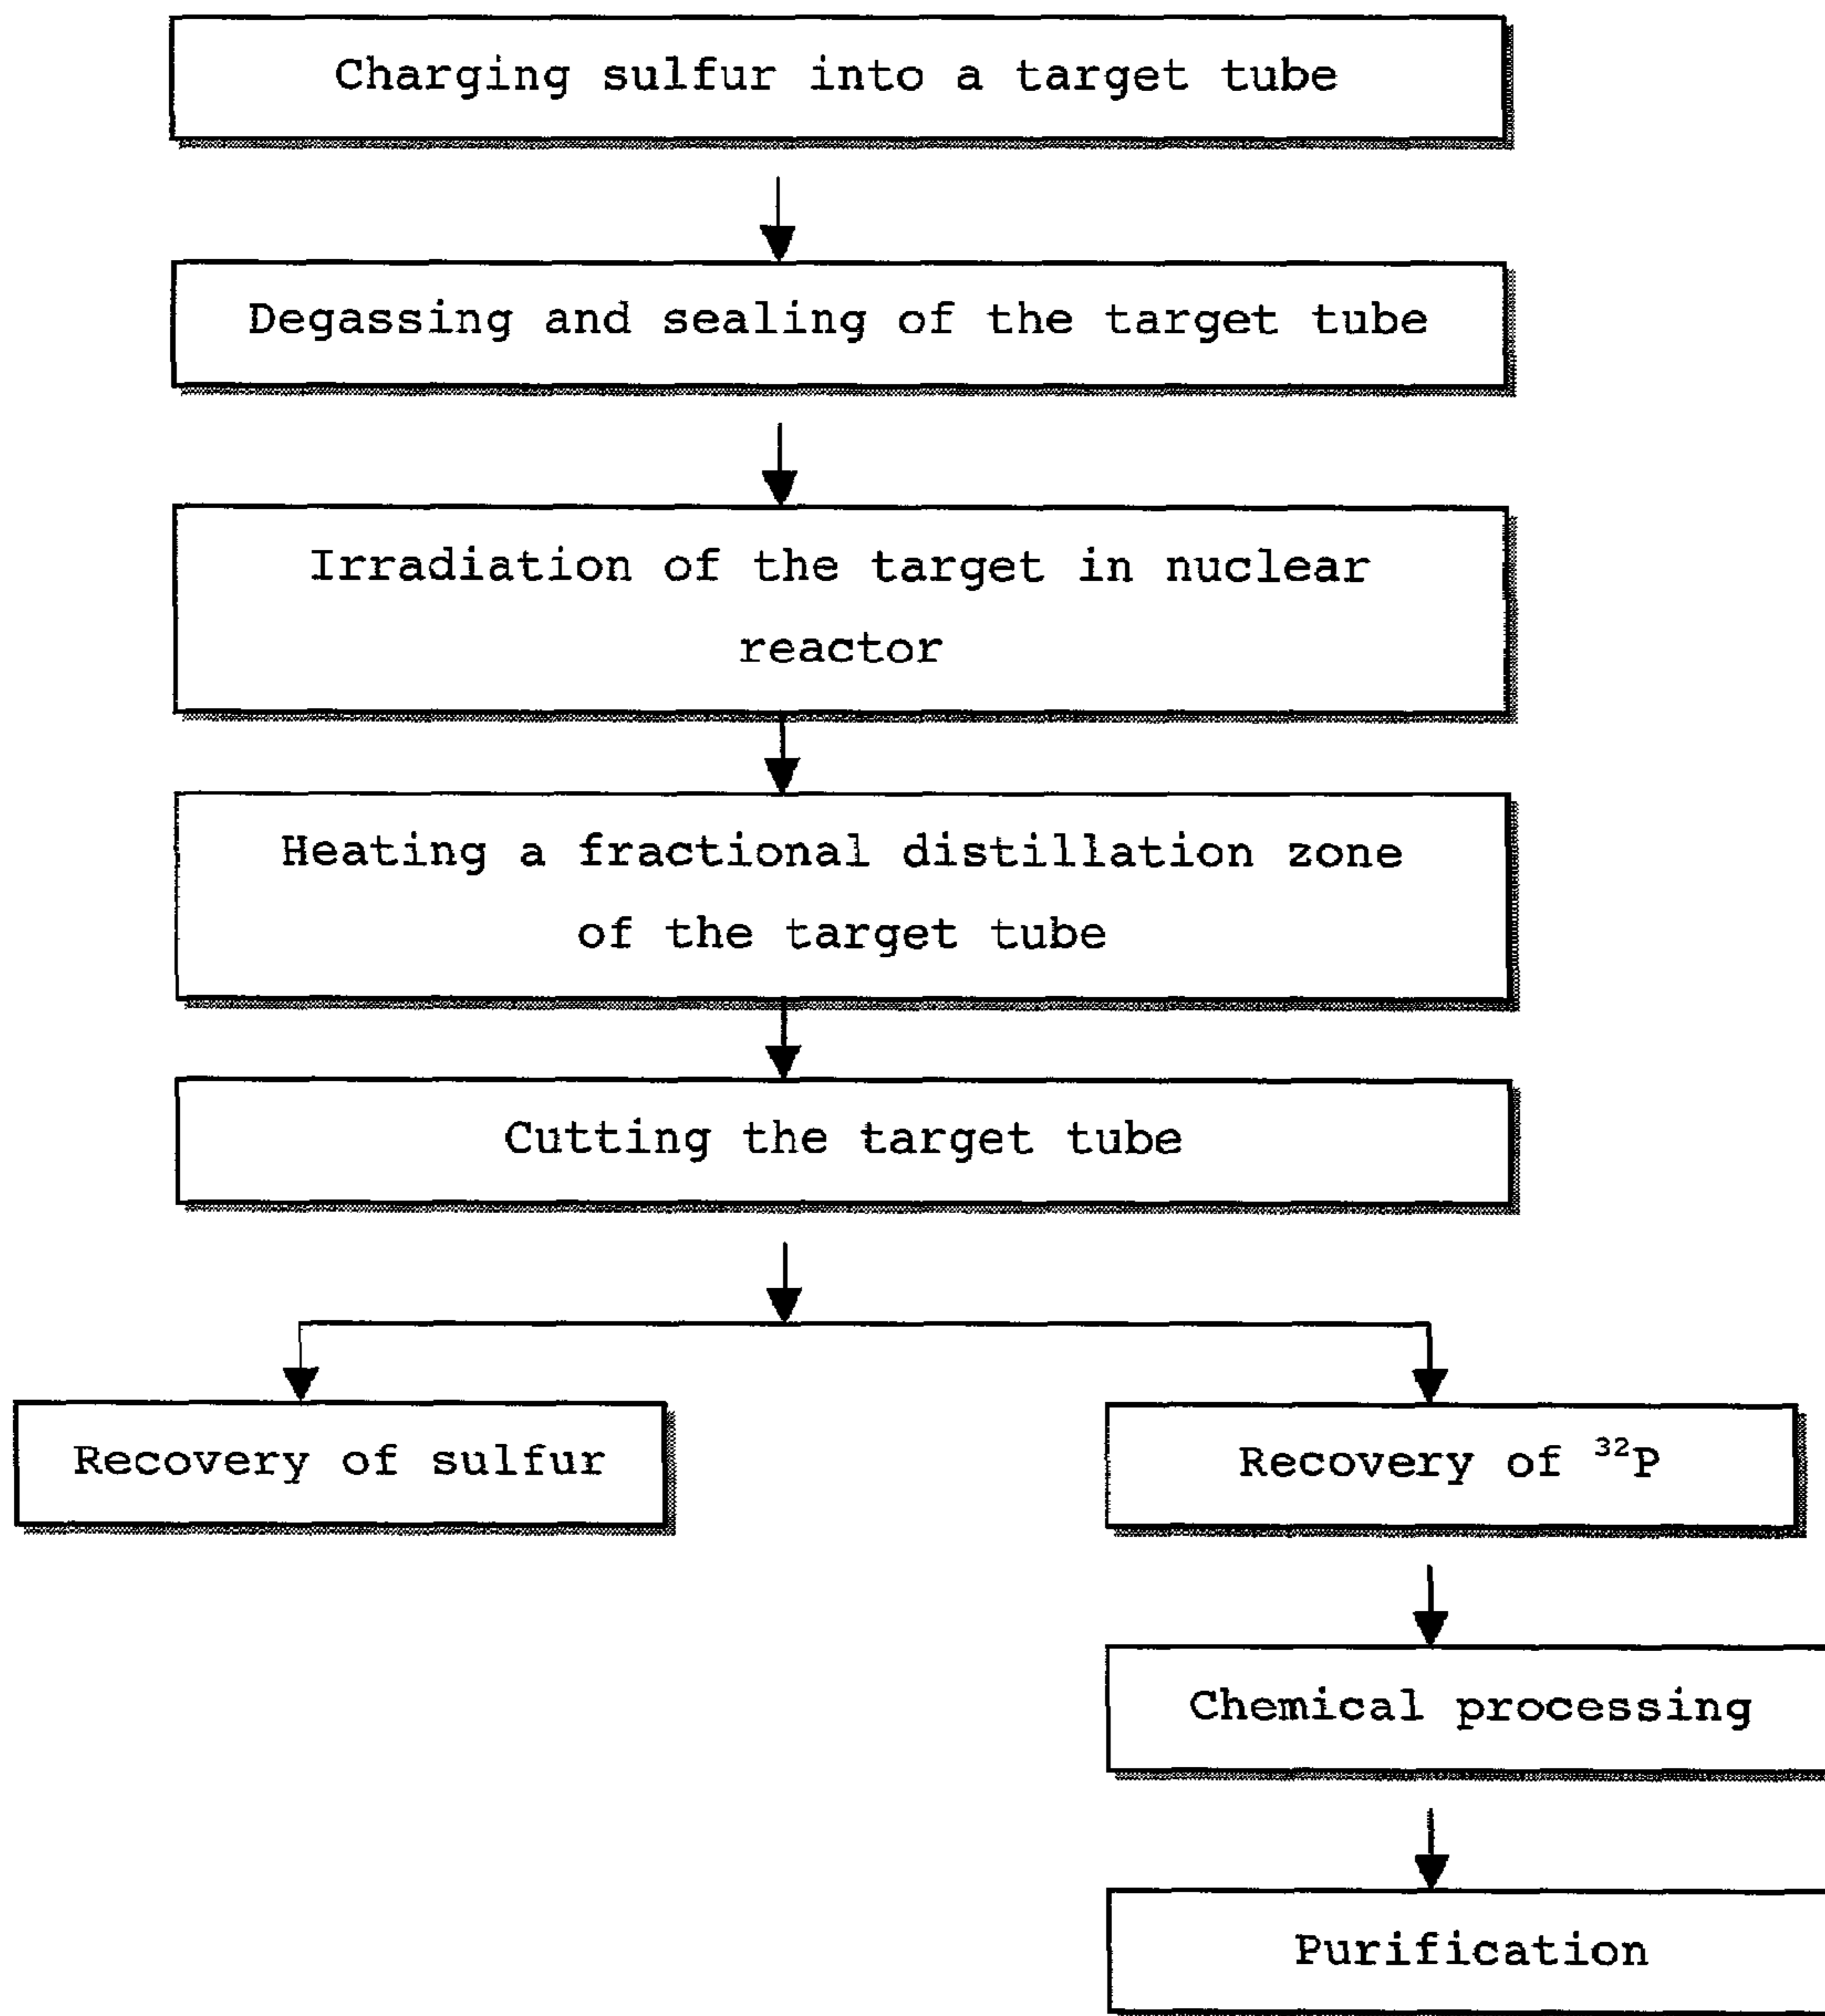 Charging sulfur into a target tube
Degassing and sealing of the target tube
Irradiation of the target in nuclear
reactor
Heating a fractional distillation zone
of the target tube
Cutting the target tube
Recovery of sulfur
Recovery of ³²P
Chemical processing
Purification